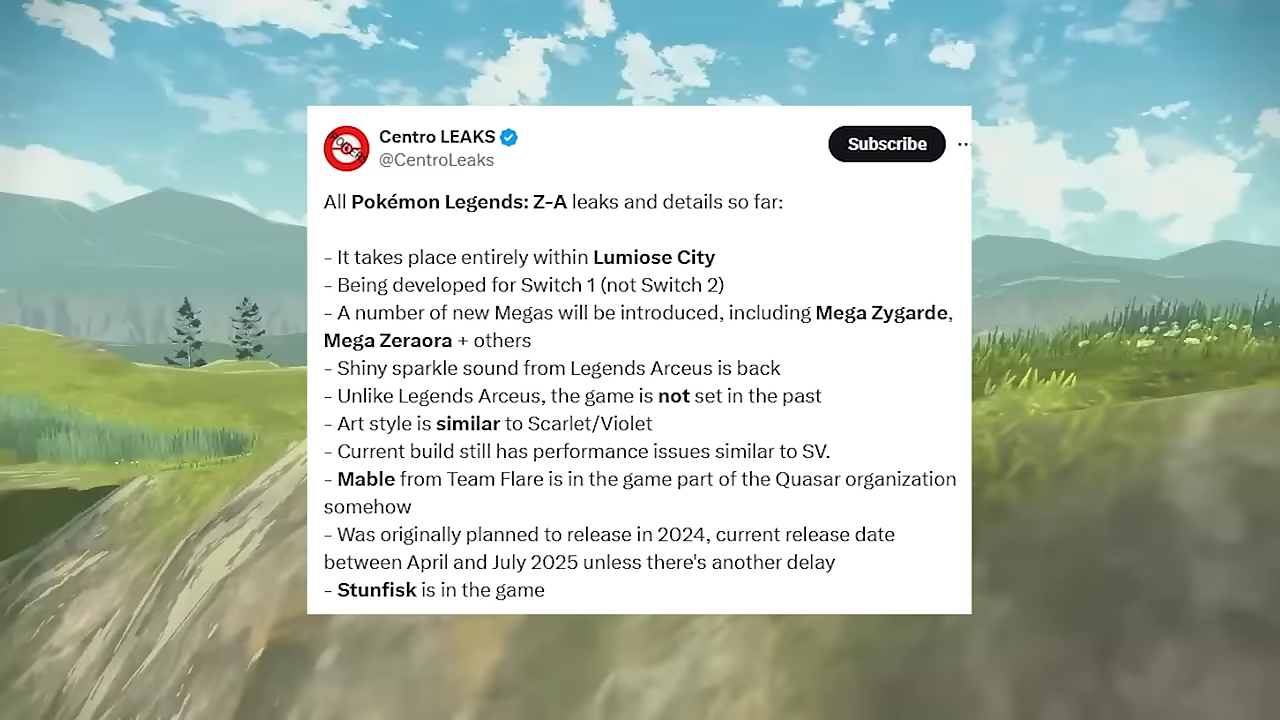 Centro LEAKS
@CentroLeaks
Subscribe
All Pokémon Legends: Z-A leaks and details so far:
- It takes place entirely within Lumiose City
- Being developed for Switch 1 (not Switch 2)
- A number of new Megas will be introduced, including Mega Zygarde,
Mega Zeraora + others
- Shiny sparkle sound from Legends Arceus is back
- Unlike Legends Arceus, the game is not set in the past
- Art style is similar to Scarlet/Violet
- Current build still has performance issues similar to SV.
- Mable from Team Flare is in the game part of the Quasar organization
somehow
- Was originally planned to release in 2024, current release date
between April and July 2025 unless there's another delay
- Stunfisk is in the game